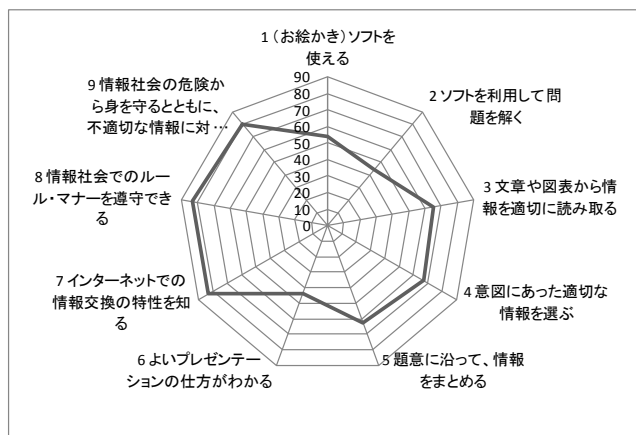 1（お絵かき）ソフトを
使える
2 ソフトを利用して問
題を解く
3 文章や図表から情
報を適切に読み取る
4 意図にあった適切な
情報を選ぶ
5 題意に沿って、情報
をまとめる
6 よいプレゼンテー
ションの仕方がわかる
7 インターネットでの
情報交換の特性を知
る
8 情報社会でのルー
ル・マナーを遵守でき
る
9 情報社会の危険か
ら身を守るとともに、
不適切な情報に対…
90
80
70
60
50
40
30
20
10
0